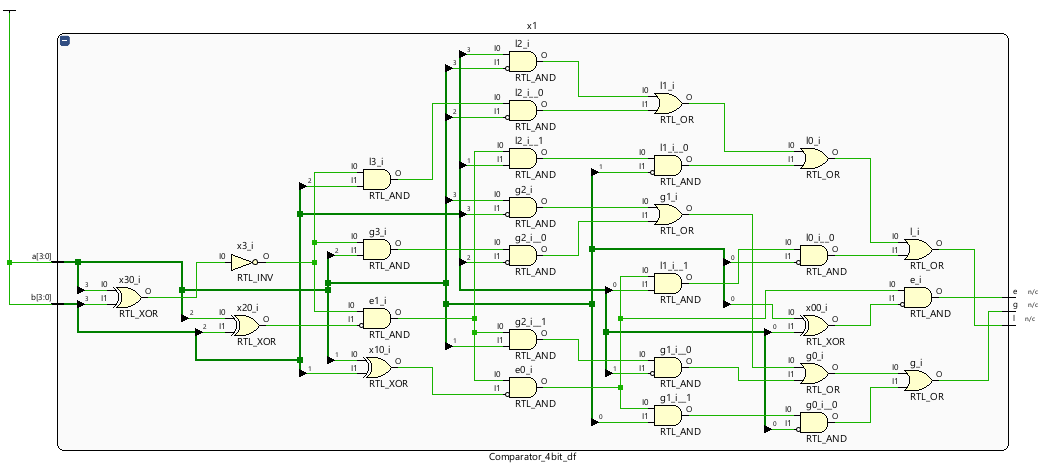 x1
a[3:0]
b[3:0]
3
3
x30_i
I0
I1
O
RTL_XOR
x3_i
I0
O
RTL_INV
2
2
x20_i
I0
I1
O
RTL_XOR
2
l3_i
I0
I1
O
RTL_AND
2
g3_i
I0
I1
O
RTL_AND
e1_i
I0
I1
O
RTL_AND
1
1
x10_i
I0
I1
O
RTL_XOR
3
3
l2_i
I0
I1
O
RTL_AND
2
l2_i__0
I0
I1
O
RTL_AND
1
l2_i__1
I0
I1
O
RTL_AND
3
3
g2_i
I0
I1
O
RTL_AND
2
g2_i__0
I0
I1
O
RTL_AND
1
g2_i__1
I0
I1
O
RTL_AND
e0_i
I0
I1
O
RTL_AND
l1_i
I0
I1
O
RTL_OR
1
l1_i__0
I0
I1
O
RTL_AND
g1_i
I0
I1
O
RTL_OR
0
l1_i__1
I0
I1
O
RTL_AND
1
g1_i__0
I0
I1
O
RTL_AND
0
g1_i__1
I0
I1
O
RTL_AND
l0_i
I0
I1
O
RTL_OR
0
l0_i__0
I0
I1
O
RTL_AND
0
0
x00_i
I0
I1
O
RTL_XOR
g0_i
I0
I1
O
RTL_OR
0
g0_i__0
I0
I1
O
RTL_AND
l_i
I0
I1
O
RTL_OR
e_i
I0
I1
O
RTL_AND
g_i
I0
I1
O
RTL_OR
e n/c
g n/c
l n/c
Comparator_4bit_df